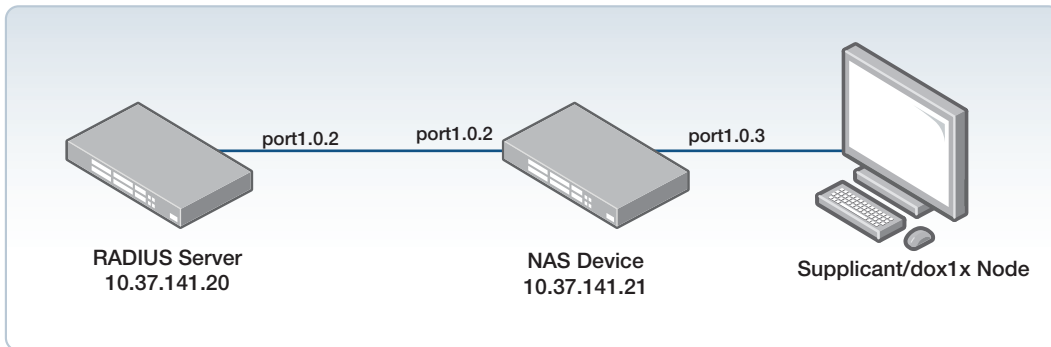 port1.0.2
port1.0.2
port1.0.3
RADIUS Server
10.37.141.20
NAS Device
10.37.141.21
Supplicant/dox1x Node